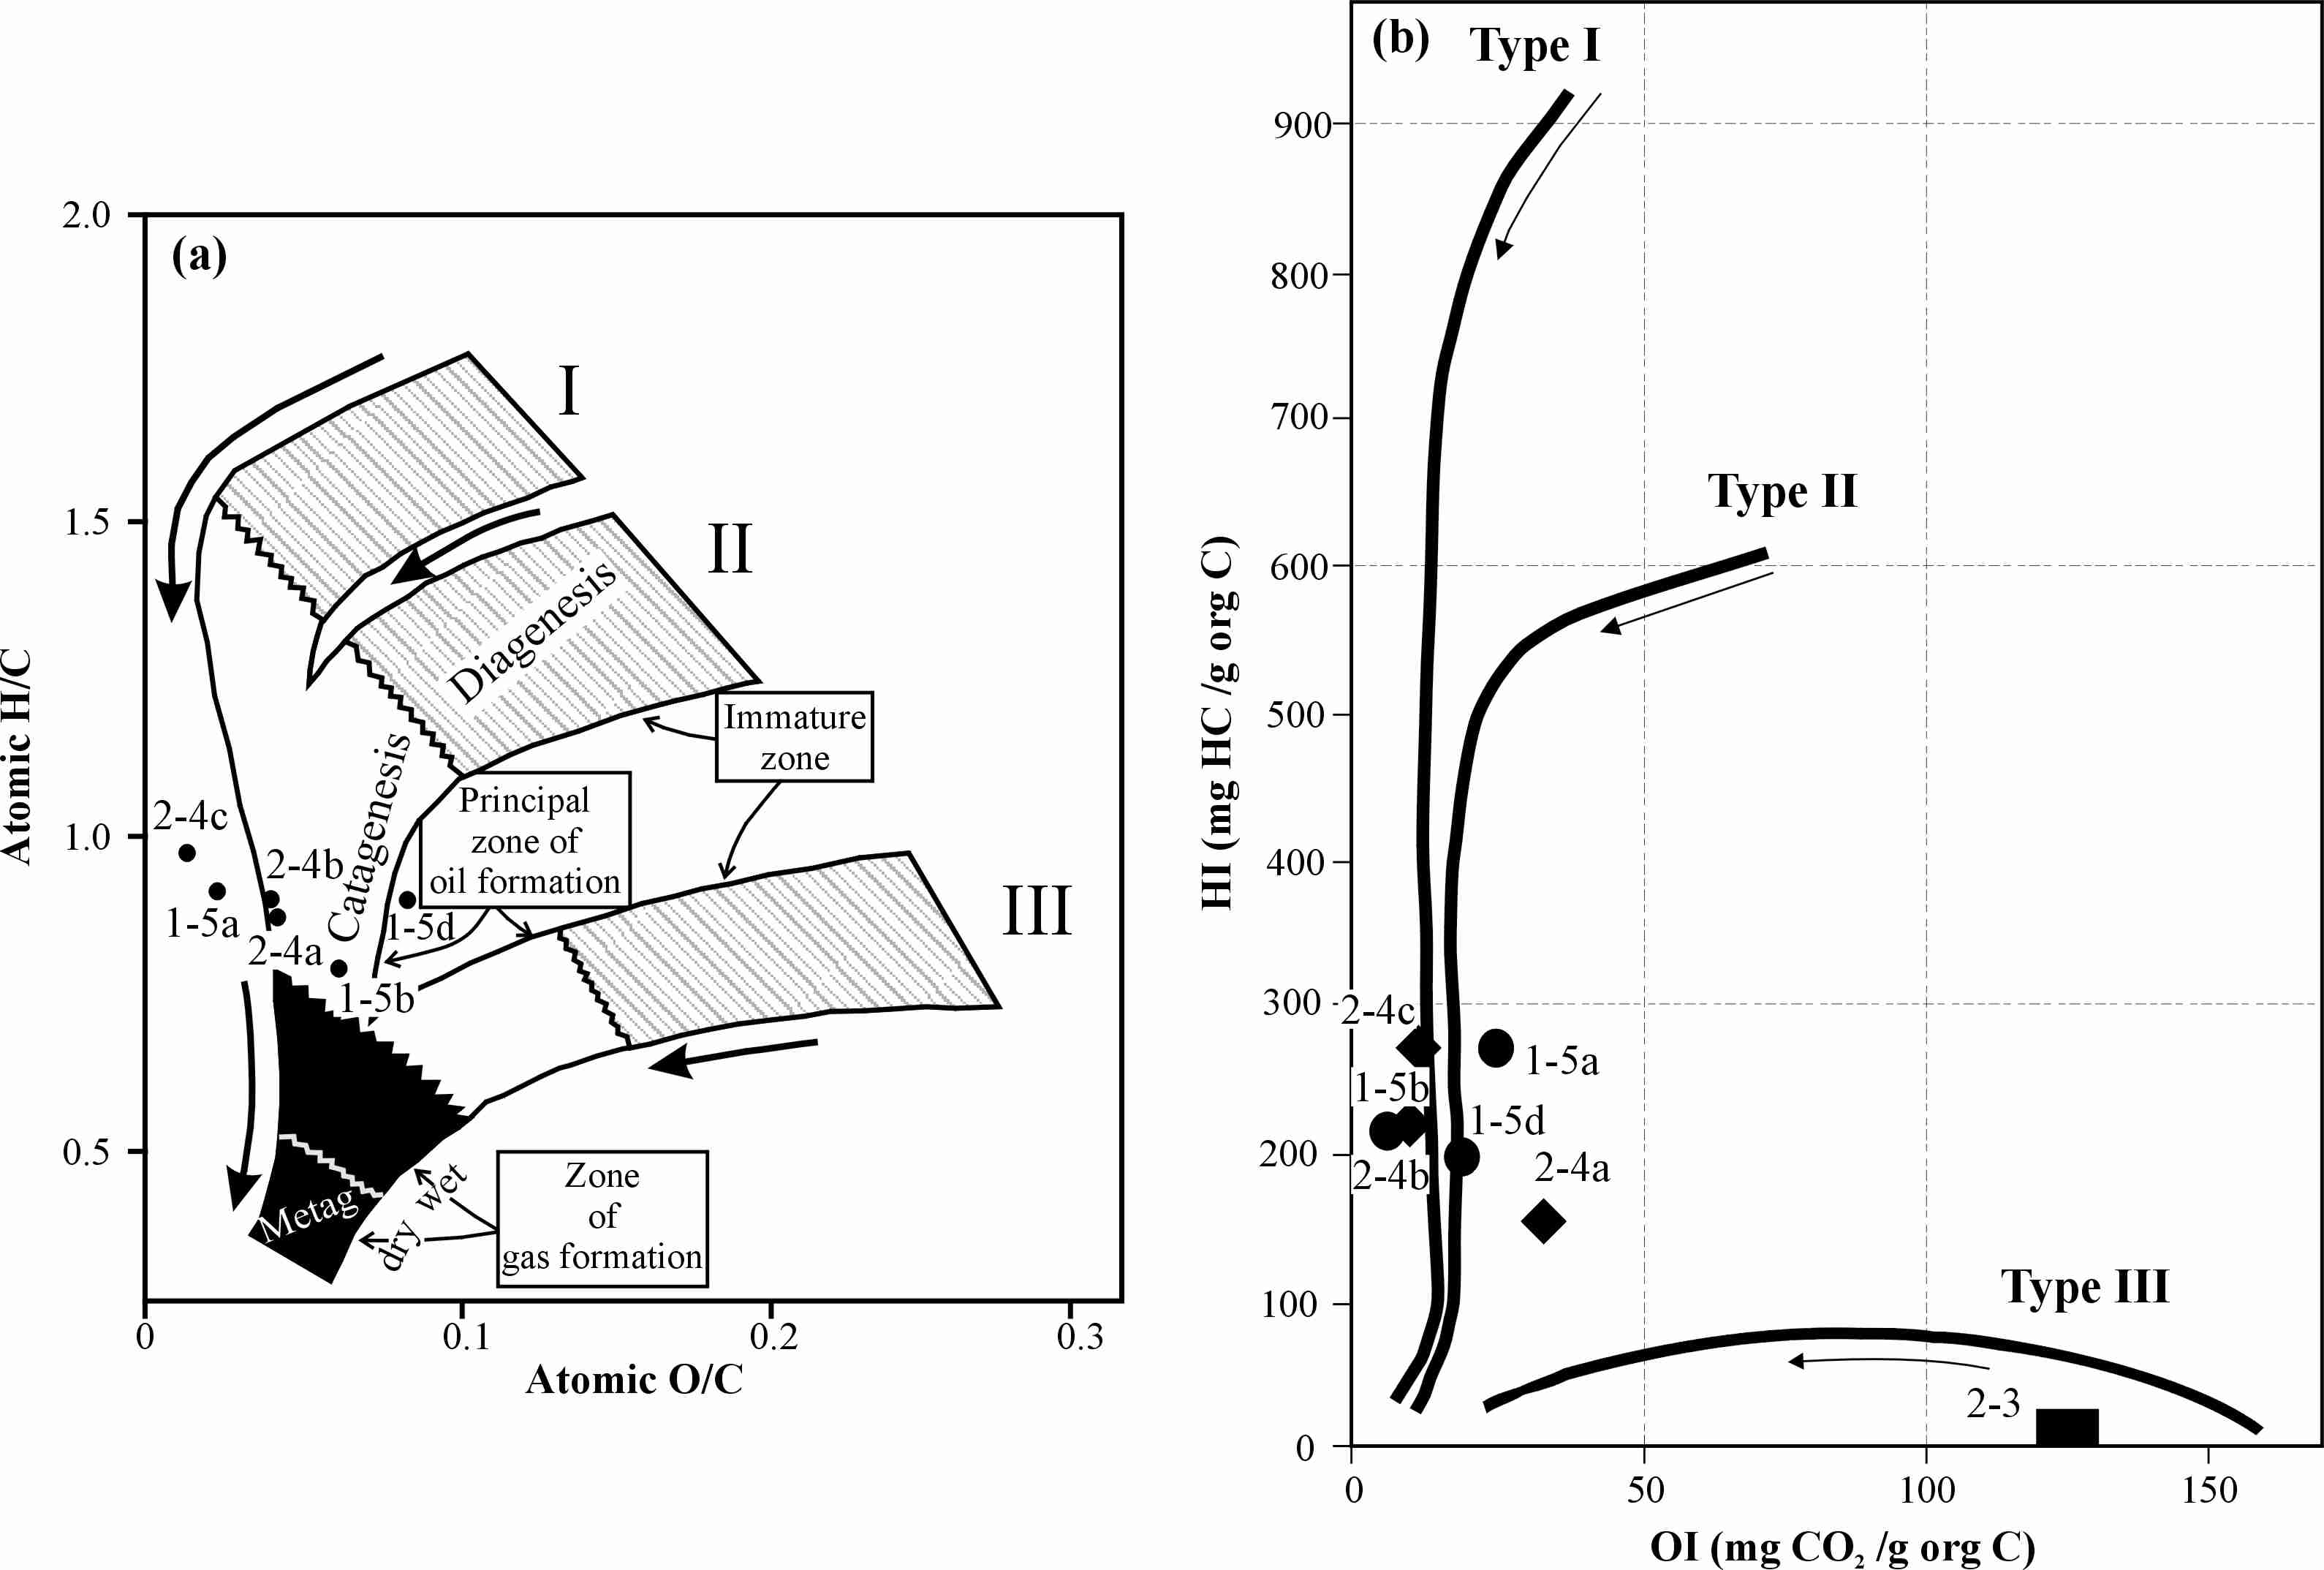 (a)
2.0
1.5
1.0
0.5
0
0.1
0.2
0.3
Atomic H/C
Atomic O/C
I
II
III
Diagenesis
Catagenesis
Metag
Immature
zone
Principal
zone of
oil formation
Zone
of
gas formation
dry wet
2-4c
1-5a
2-4b
2-4a
1-5d
1-5b
(b)
Type I
Type II
Type III
900
800
700
600
500
400
300
200
100
0
0
50
100
150
HI (mg HC /g org C)
OI (mg CO₂ /g org C)
2-4c
1-5a
1-5b
1-5d
2-4b
2-4a
2-3